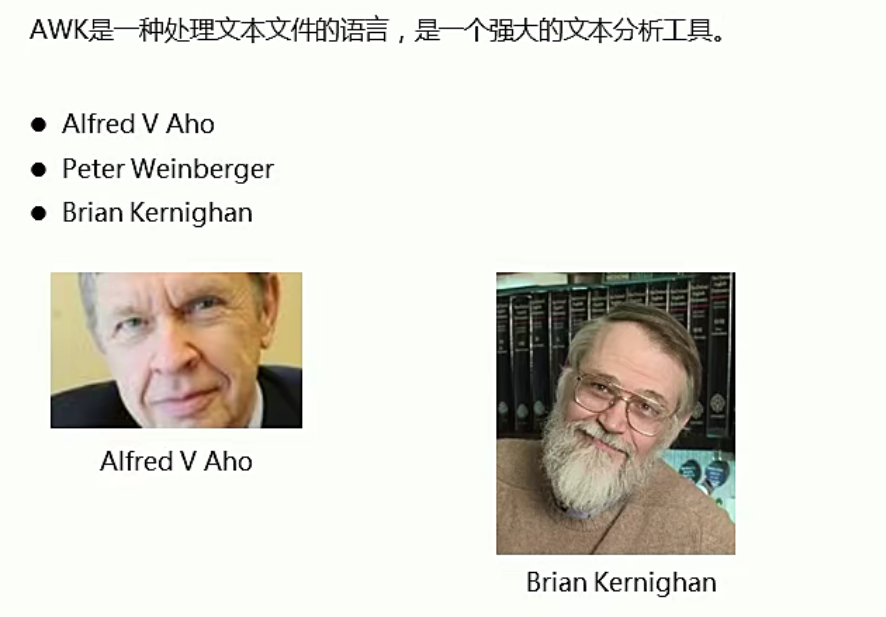 AWK是一种处理文本文件的语言，是一个强大的文本分析工具。
● Alfred V Aho
● Peter Weinberger
● Brian Kernighan
Alfred V Aho
Brian Kernighan